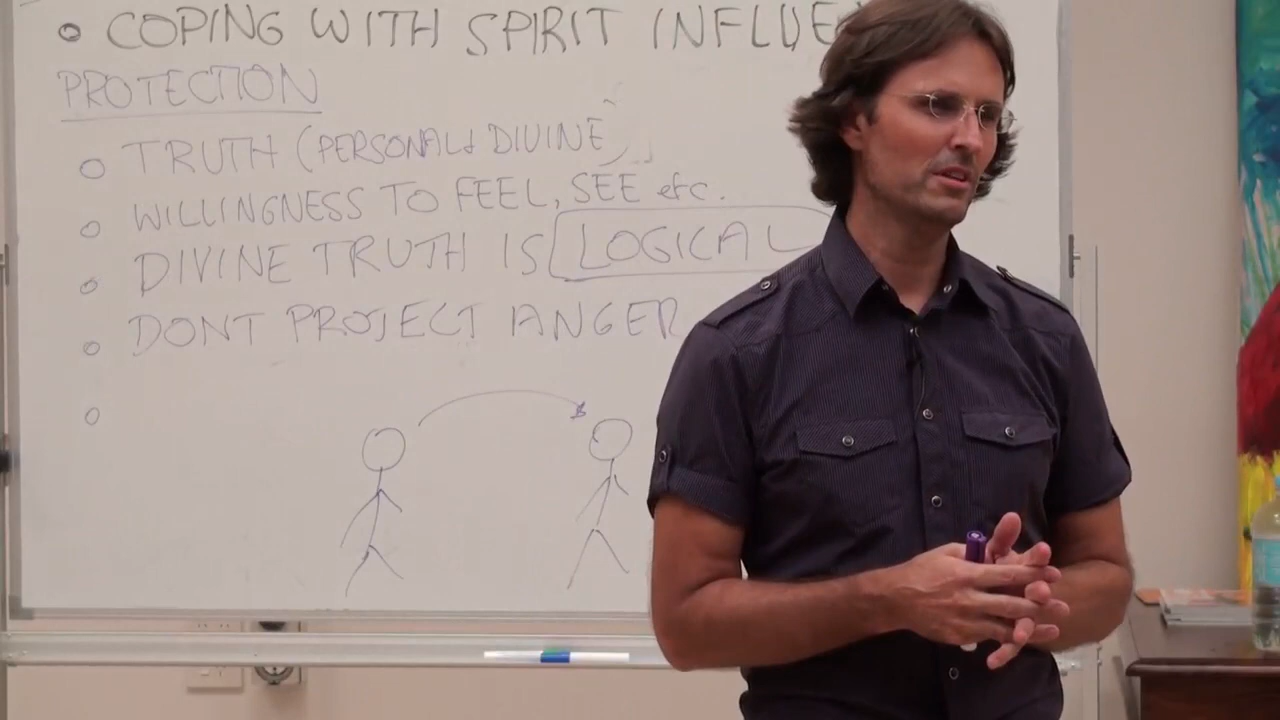 • COPING WITH SPIRIT INFLUE
PROTECTION
○ TRUTH (PERSONAL & DIVINE)
○ WILLINGNESS TO FEEL, SEE etc.
○ DIVINE TRUTH IS LOGICAL
○ DONT PROJECT ANGER
○